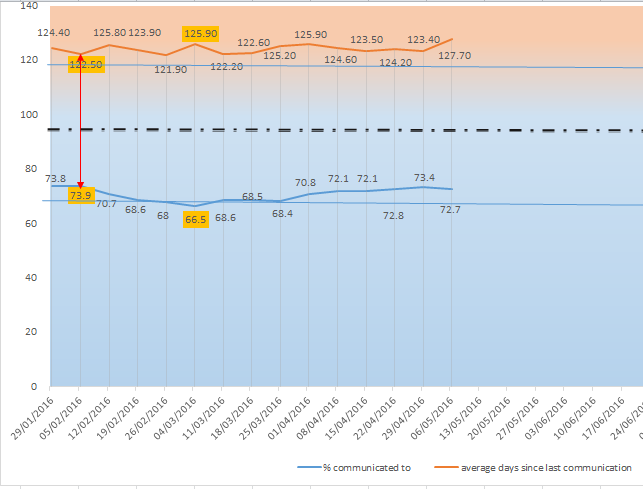 140
124.40 125.80 123.90 125.90 122.60 125.90 123.50 123.40
122.50 121.90 122.20 125.20 124.60 124.20 127.70
120
100
80
73.8 70.8 72.1 72.1 73.4
73.9 70.7 68.6 68 66.5 68.6 68.5 68.4 72.8 72.7
60
40
20
0
29/01/2016 05/02/2016 12/02/2016 19/02/2016 26/02/2016 04/03/2016 11/03/2016 18/03/2016 25/03/2016 01/04/2016 08/04/2016 15/04/2016 22/04/2016 29/04/2016 06/05/2016 13/05/2016 20/05/2016 27/05/2016 03/06/2016 10/06/2016 17/06/2016 24/06/
% communicated to average days since last communication